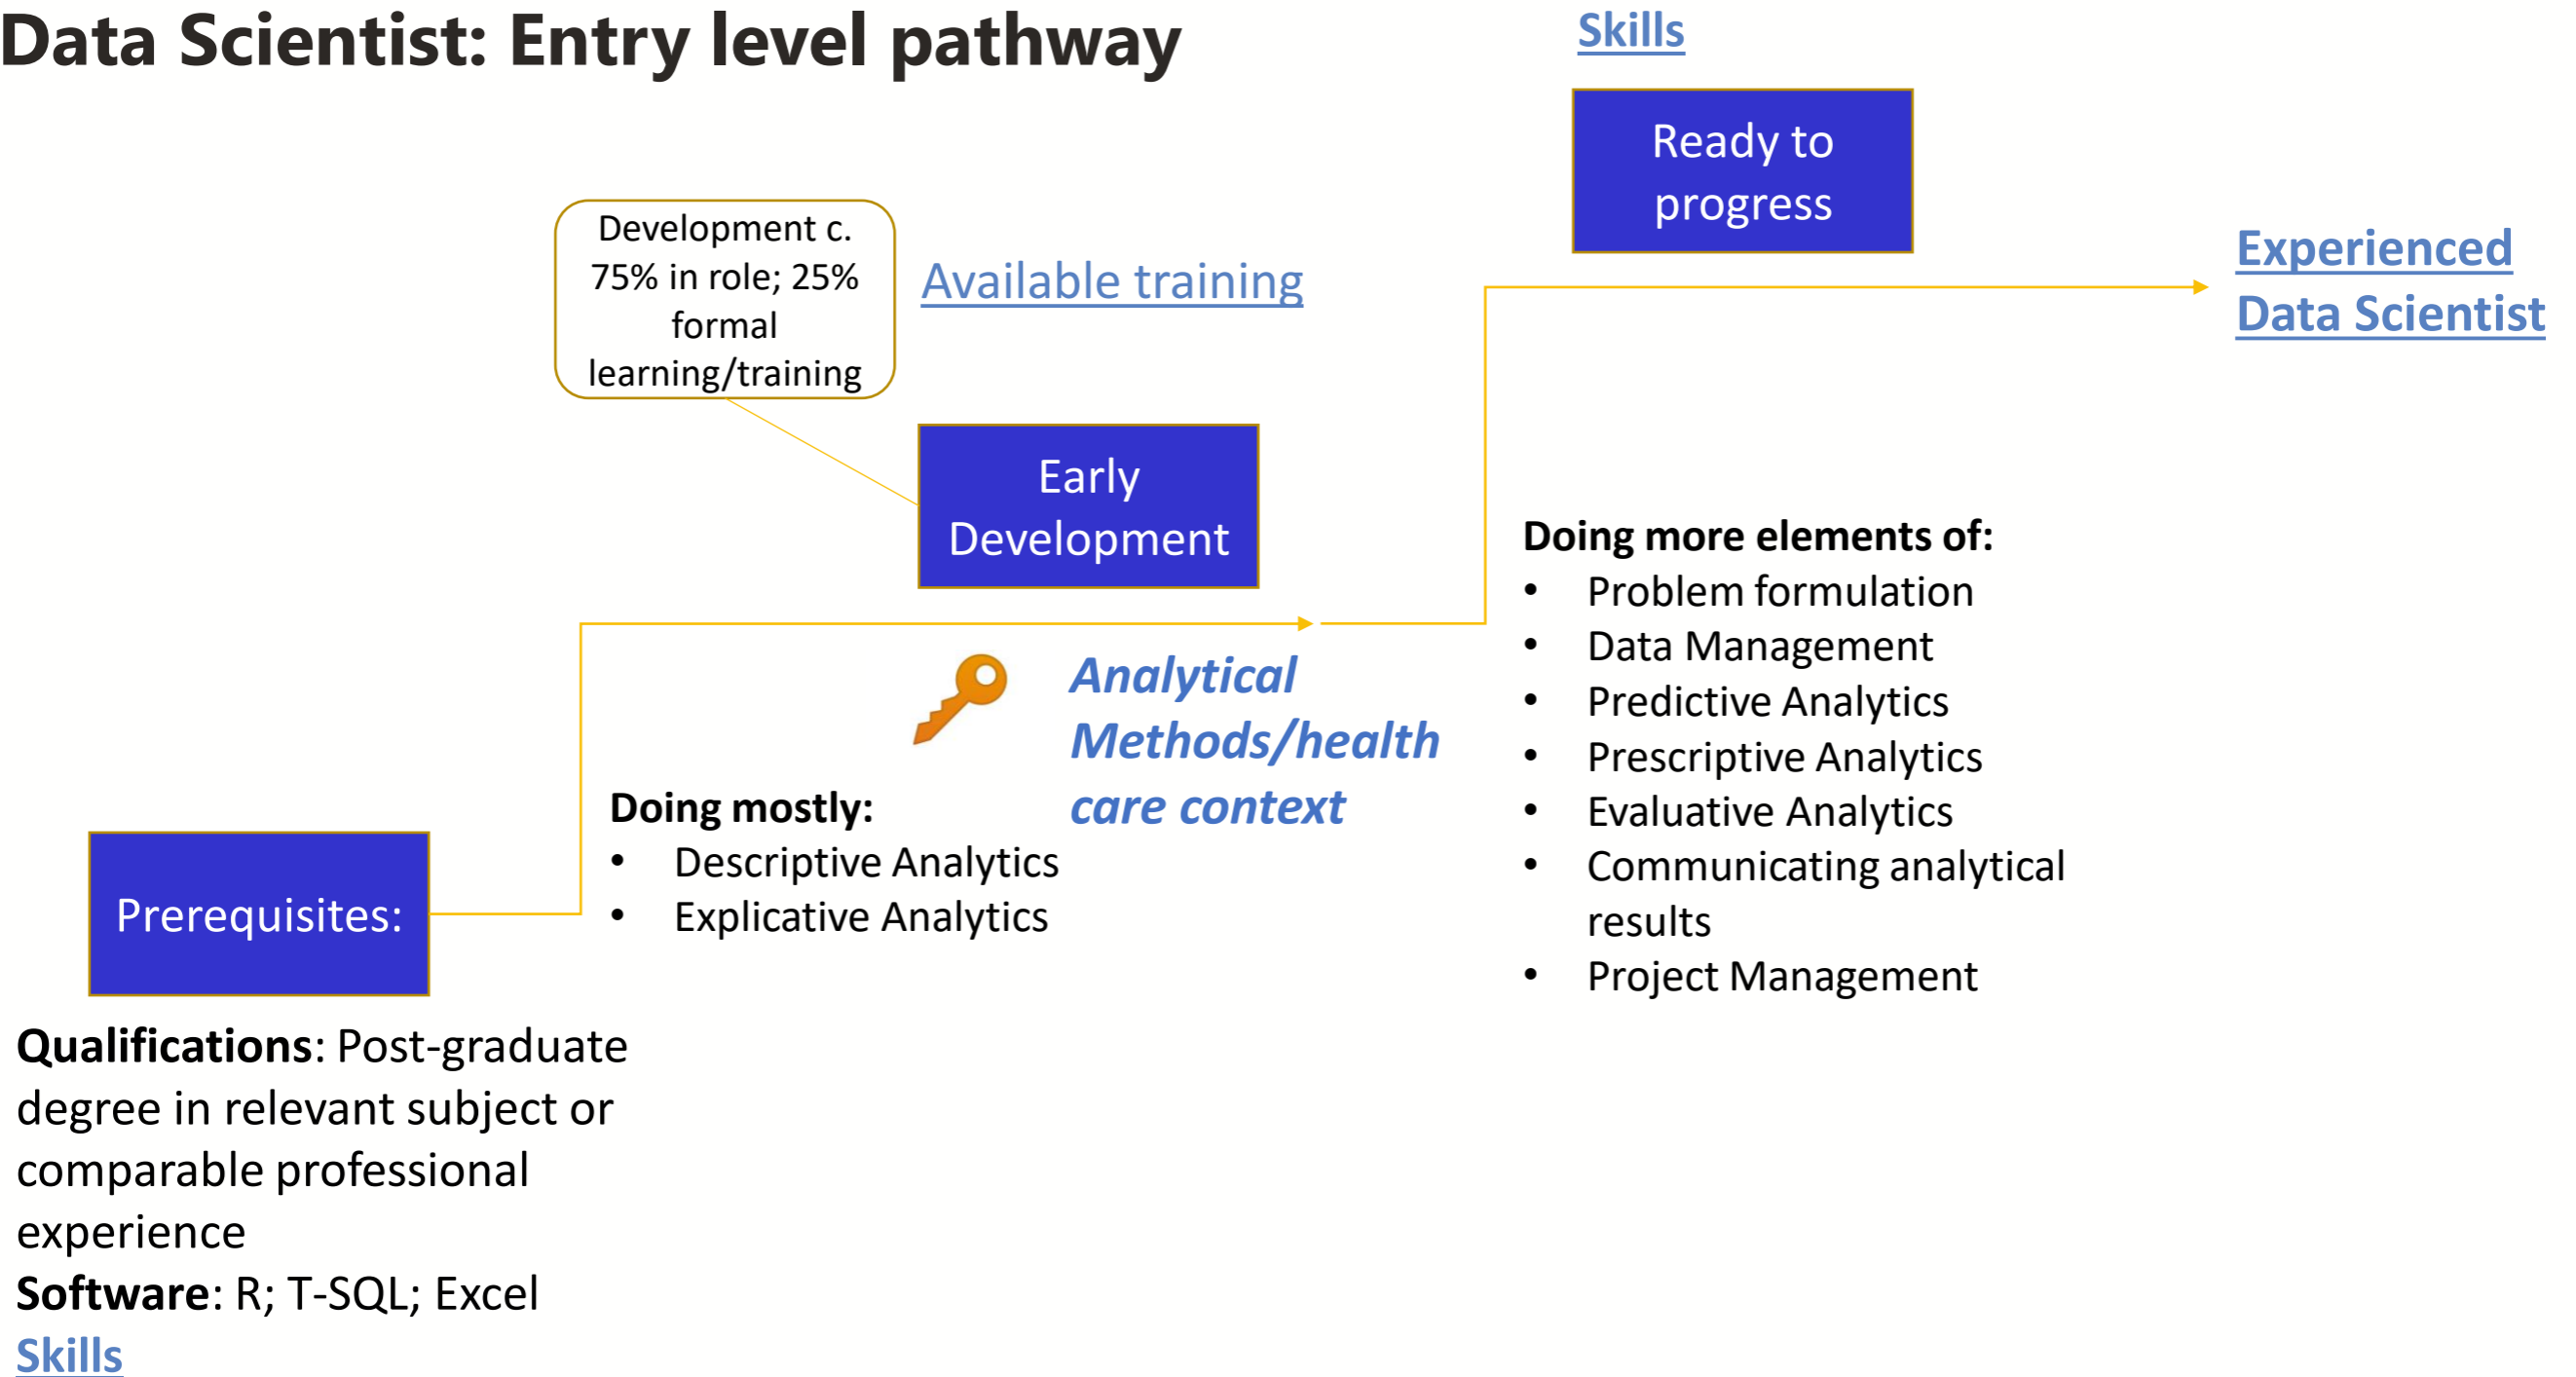 Data Scientist: Entry level pathway
Skills
Ready to
progress
Development c.
75% in role; 25%
formal
learning/training
Available training
Experienced
Data Scientist
Early
Development
Analytical
Methods/health
care context
Doing mostly:
• Descriptive Analytics
• Explicative Analytics
Doing more elements of:
• Problem formulation
• Data Management
• Predictive Analytics
• Prescriptive Analytics
• Evaluative Analytics
• Communicating analytical
results
• Project Management
Prerequisites:
Qualifications: Post-graduate
degree in relevant subject or
comparable professional
experience
Software: R; T-SQL; Excel
Skills